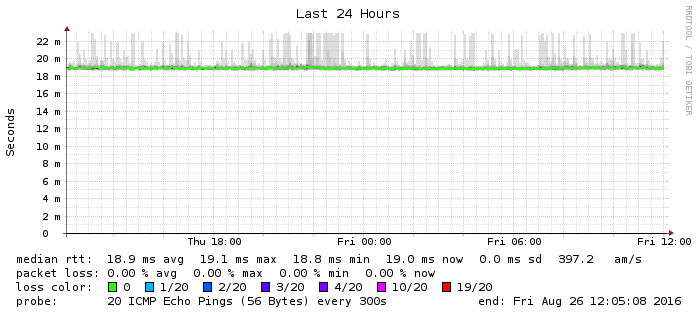 Last 24 Hours
RRDTOOL / TOBI OETIKER
Seconds
22 m
20 m
18 m
16 m
14 m
12 m
10 m
8 m
6 m
4 m
2 m
0
Thu 18:00 Fri 00:00 Fri 06:00 Fri 12:00
median rtt: 18.9 ms avg 19.1 ms max 18.8 ms min 19.0 ms now 0.0 ms sd 397.2 am/s
packet loss: 0.00 % avg 0.00 % max 0.00 % min 0.00 % now
loss color: 0 1/20 2/20 3/20 4/20 10/20 19/20
probe: 20 ICMP Echo Pings (56 Bytes) every 300s end: Fri Aug 26 12:05:08 2016